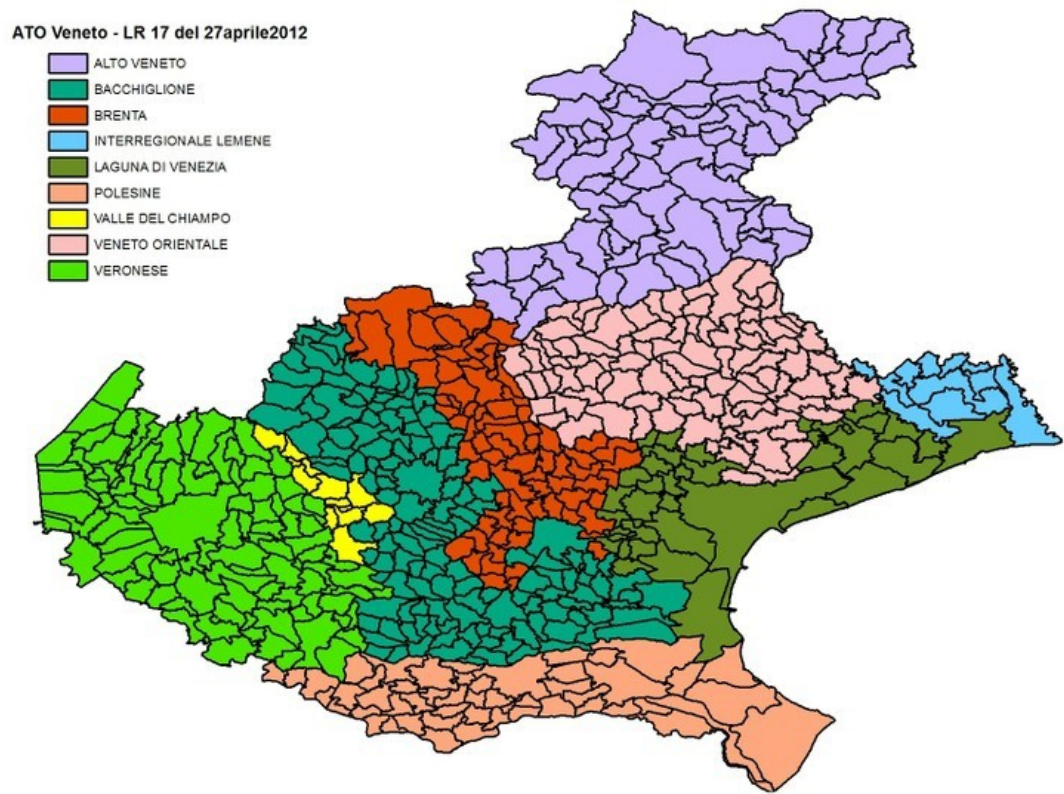 ATO Veneto - LR 17 del 27aprile2012
ALTO VENETO
BACCHIGLIONE
BRENTA
INTERREGIONALE LEMENE
LAGUNA DI VENEZIA
POLESINE
VALLE DEL CHIAMPO
VENETO ORIENTALE
VERONESE